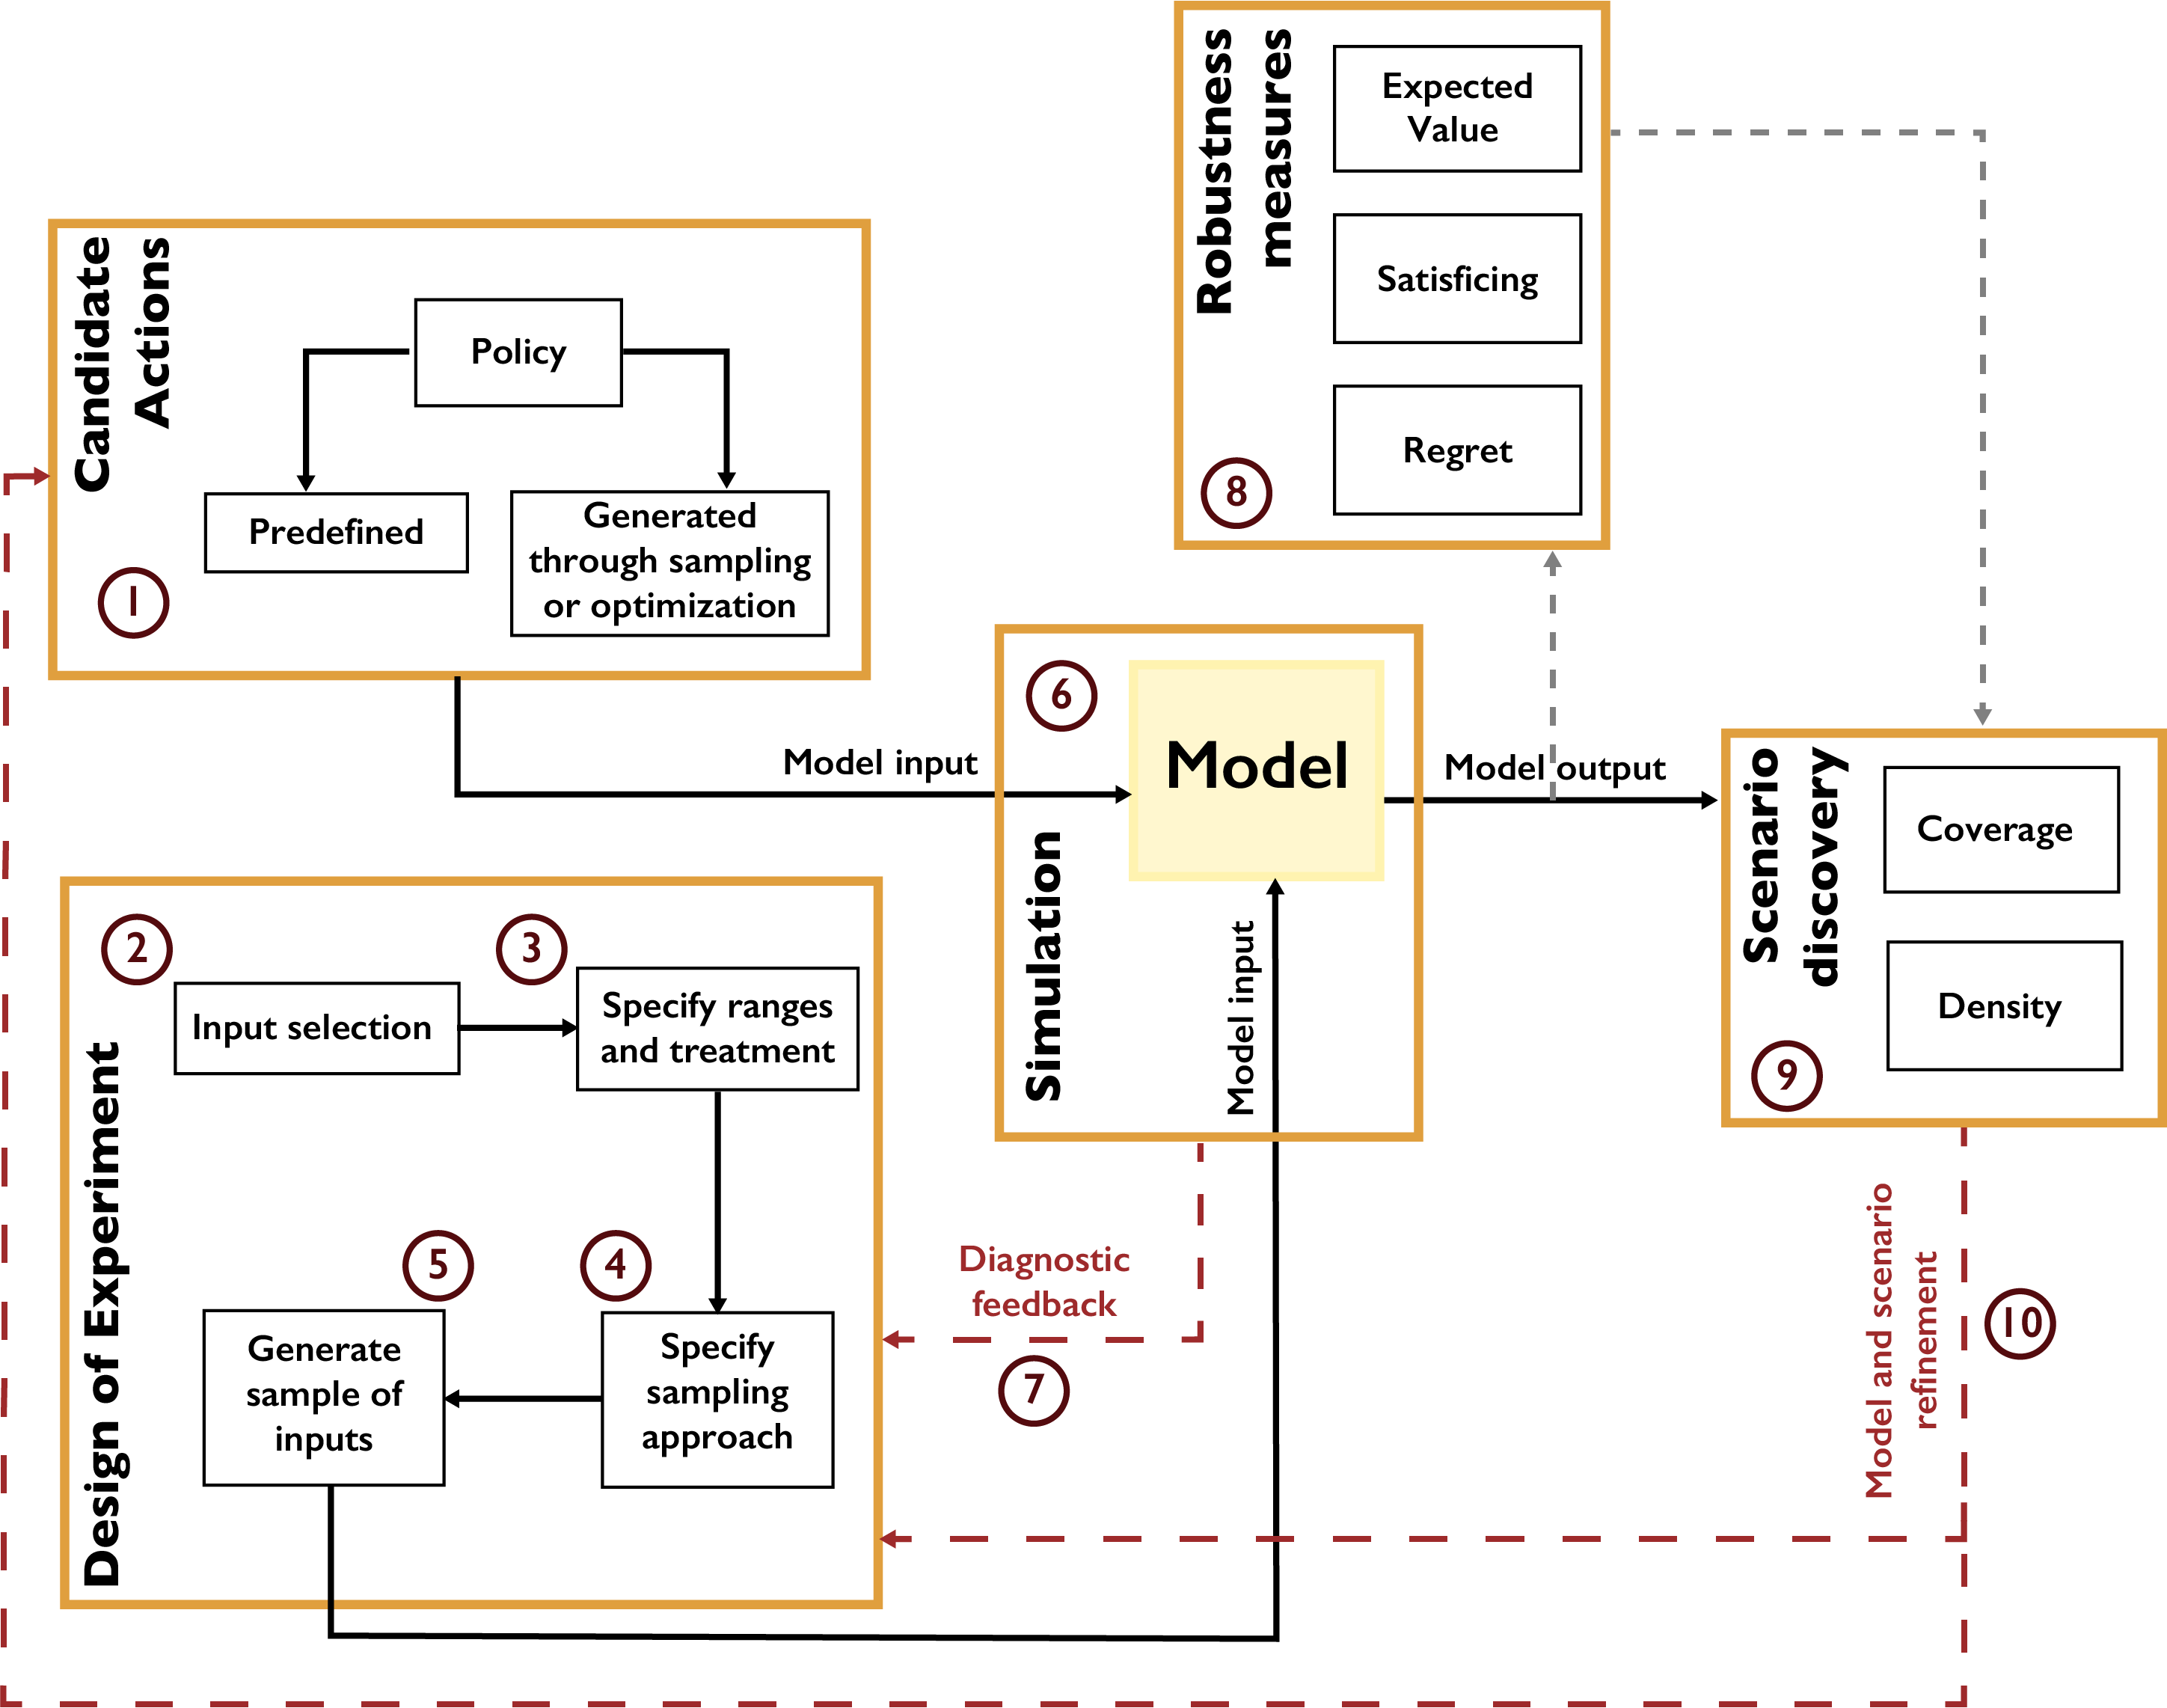 Candidate
Actions
Policy
Predefined
Generated
through sampling
or optimization
1
Robustness
measures
Expected
Value
Satisficing
Regret
8
Model input
6
Model
Simulation
Model input
Model output
Scenario
discovery
Coverage
Density
9
Design of Experiment
2
Input selection
3
Specify ranges
and treatment
4
Specify
sampling
approach
5
Generate
sample of
inputs
Diagnostic
feedback
7
Model and scenario
refinement
10